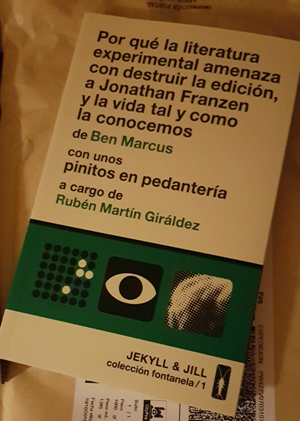 Por qué la literatura
experimental amenaza
con destruir la edición,
a Jonathan Franzen
y la vida tal y como
la conocemos
de Ben Marcus
con unos
pinitos en pedantería
a cargo de
Rubén Martín Giráldez
JEKYLL & JILL
colección fontanela / 1